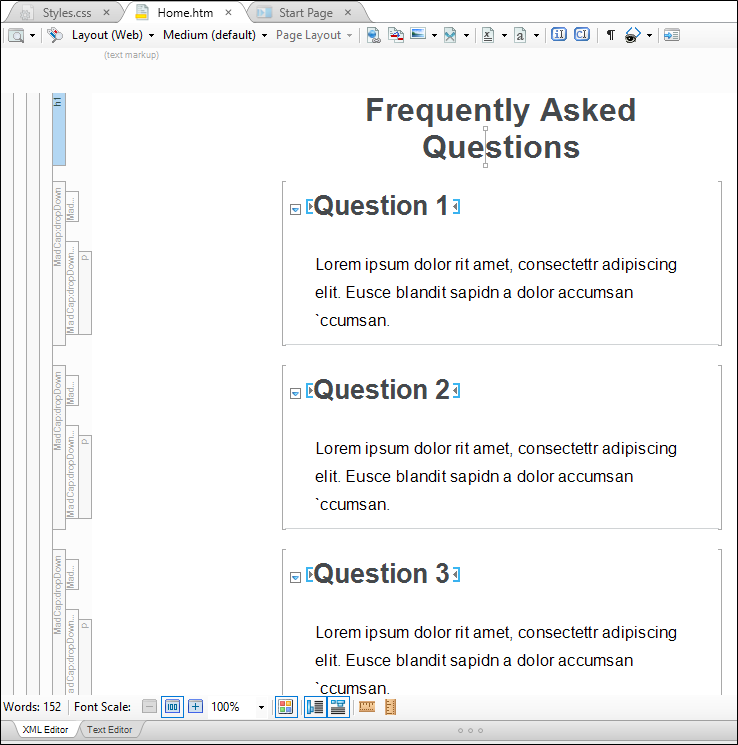 Styles.css Home.htm Start Page
Layout (Web) Medium (default) Page Layout
(text markup)
h1
Frequently Asked
Questions
MadCap:dropDown
Mad...
MadCap:dropDown...
p
Question 1
Lorem ipsum dolor rit amet, consectettr adipiscing
elit. Eusce blandit sapidn a dolor accumsan
`ccumsan.
MadCap:dropDown
Mad...
MadCap:dropDown...
p
Question 2
Lorem ipsum dolor rit amet, consectettr adipiscing
elit. Eusce blandit sapidn a dolor accumsan
`ccumsan.
MadCap:dropDown
Mad...
MadCap:dropDown...
p
Question 3
Lorem ipsum dolor rit amet, consectettr adipiscing
elit. Eusce blandit sapidn a dolor accumsan
`ccumsan.
Words: 152 Font Scale: 100 100%
XML Editor Text Editor